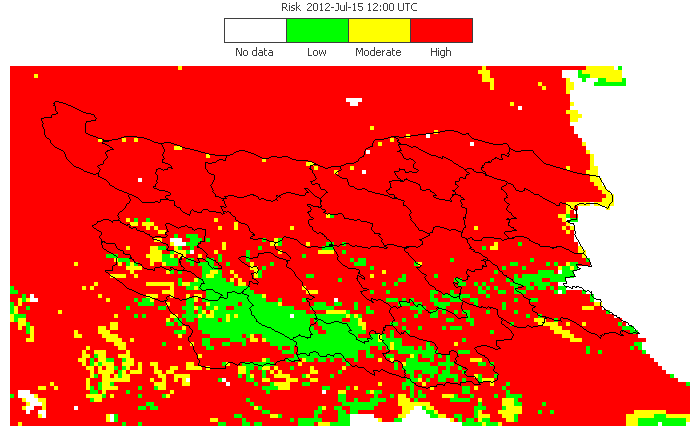 Risk 2012-Jul-15 12:00 UTC
No data Low Moderate High